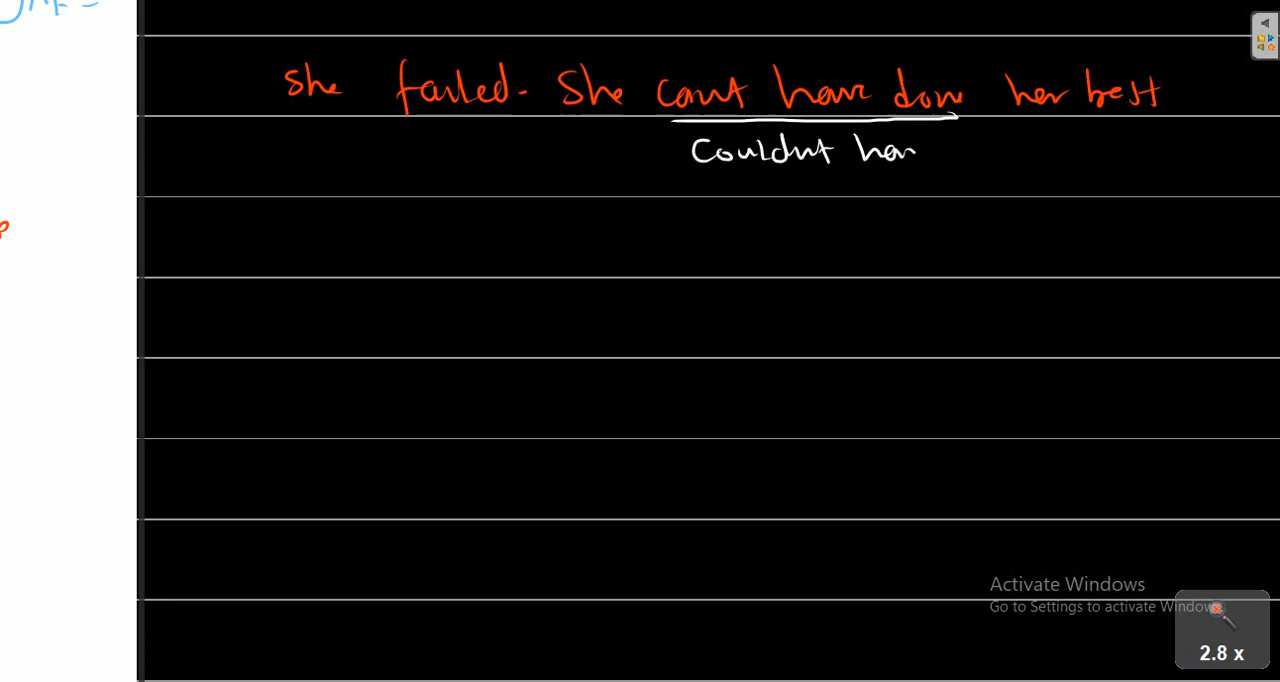 She failed. She can't have done her best
Couldn't hav
Activate Windows
Go to Settings to activate Windows
2.8 x